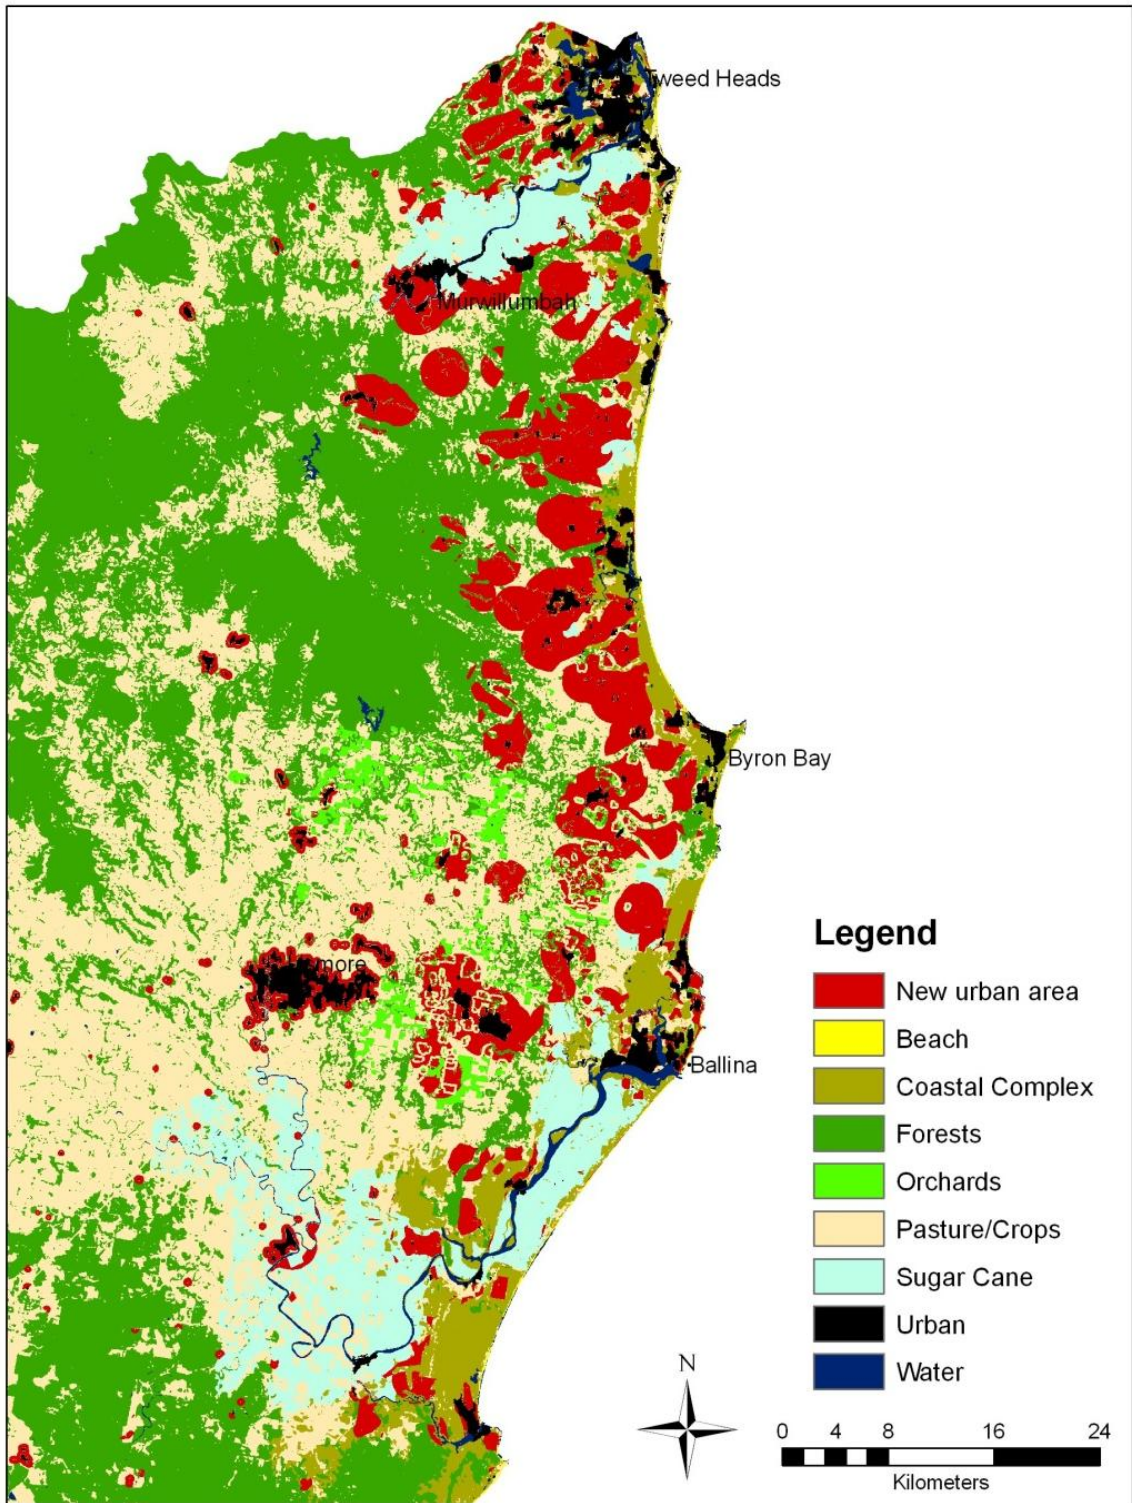 Tweed Heads
Murwillumbah
Byron Bay
more
Ballina
Legend
New urban area
Beach
Coastal Complex
Forests
Orchards
Pasture/Crops
Sugar Cane
Urban
Water
N
0 4 8 16 24
Kilometers